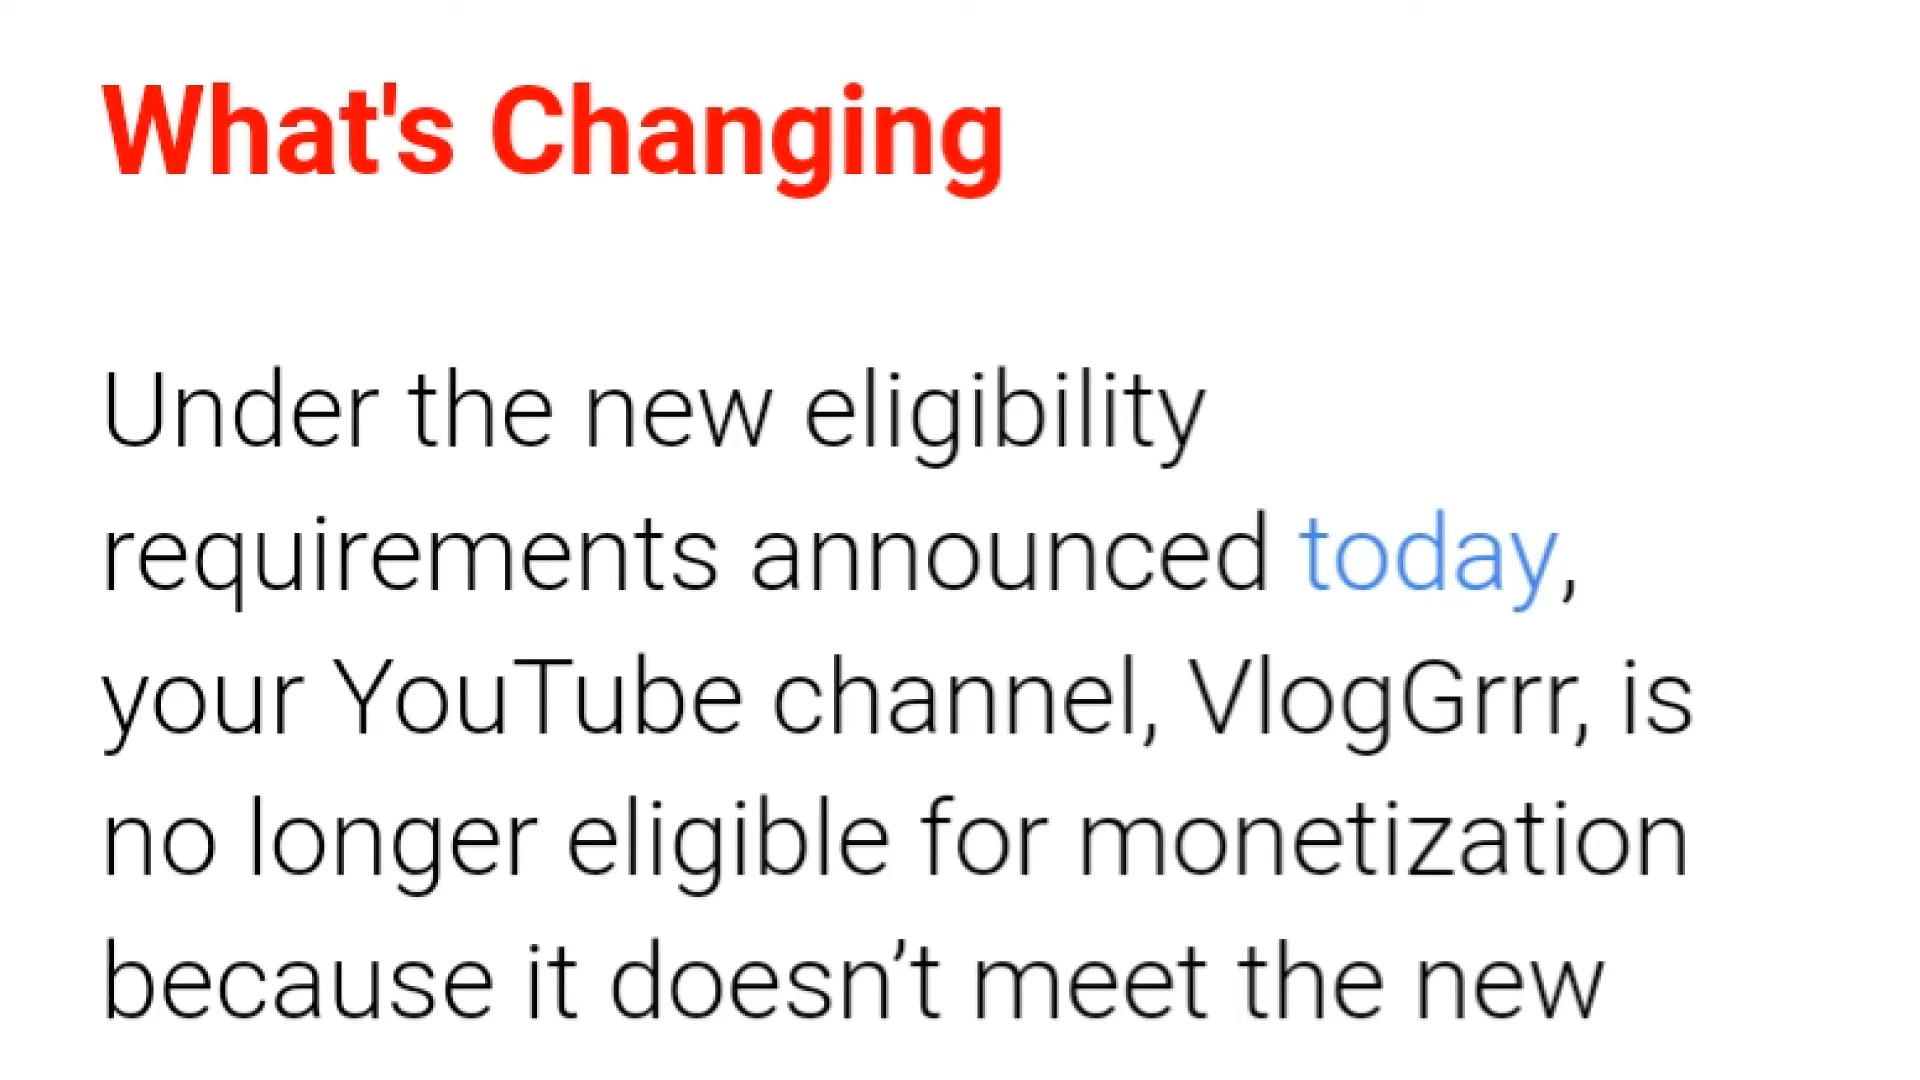 What's Changing
Under the new eligibility
requirements announced today,
your YouTube channel, VlogGrrr, is
no longer eligible for monetization
because it doesn’t meet the new